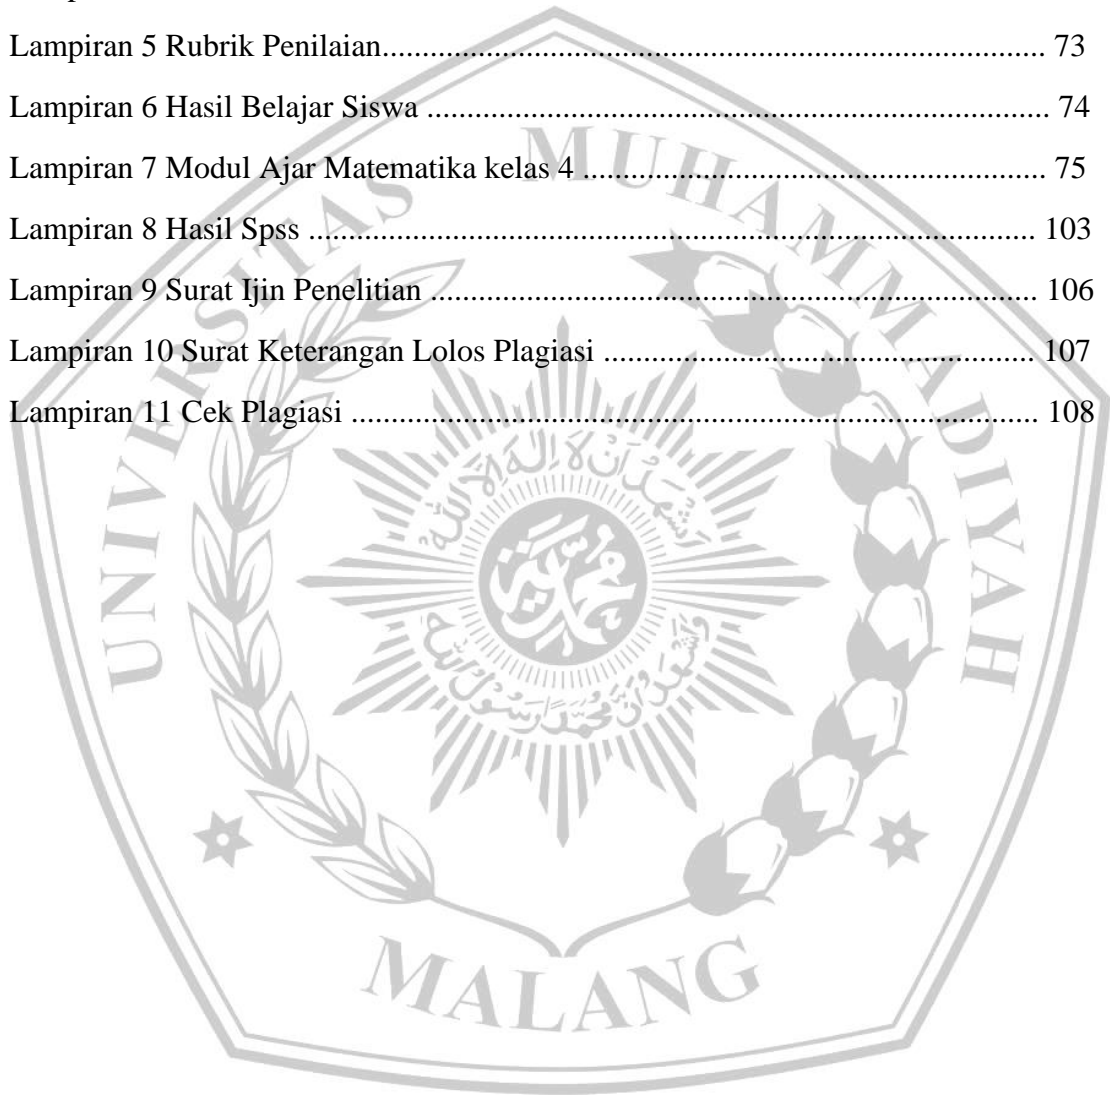 Lampiran 5 Rubrik Penilaian.................................................................................... 73
Lampiran 6 Hasil Belajar Siswa .............................................................................. 74
Lampiran 7 Modul Ajar Matematika kelas 4 .......................................................... 75
Lampiran 8 Hasil Spss ........................................................................................... 103
Lampiran 9 Surat Ijin Penelitian ............................................................................ 106
Lampiran 10 Surat Keterangan Lolos Plagiasi ...................................................... 107
Lampiran 11 Cek Plagiasi ...................................................................................... 108
UNIVERSITAS MUHAMMADIYAH
MALANG